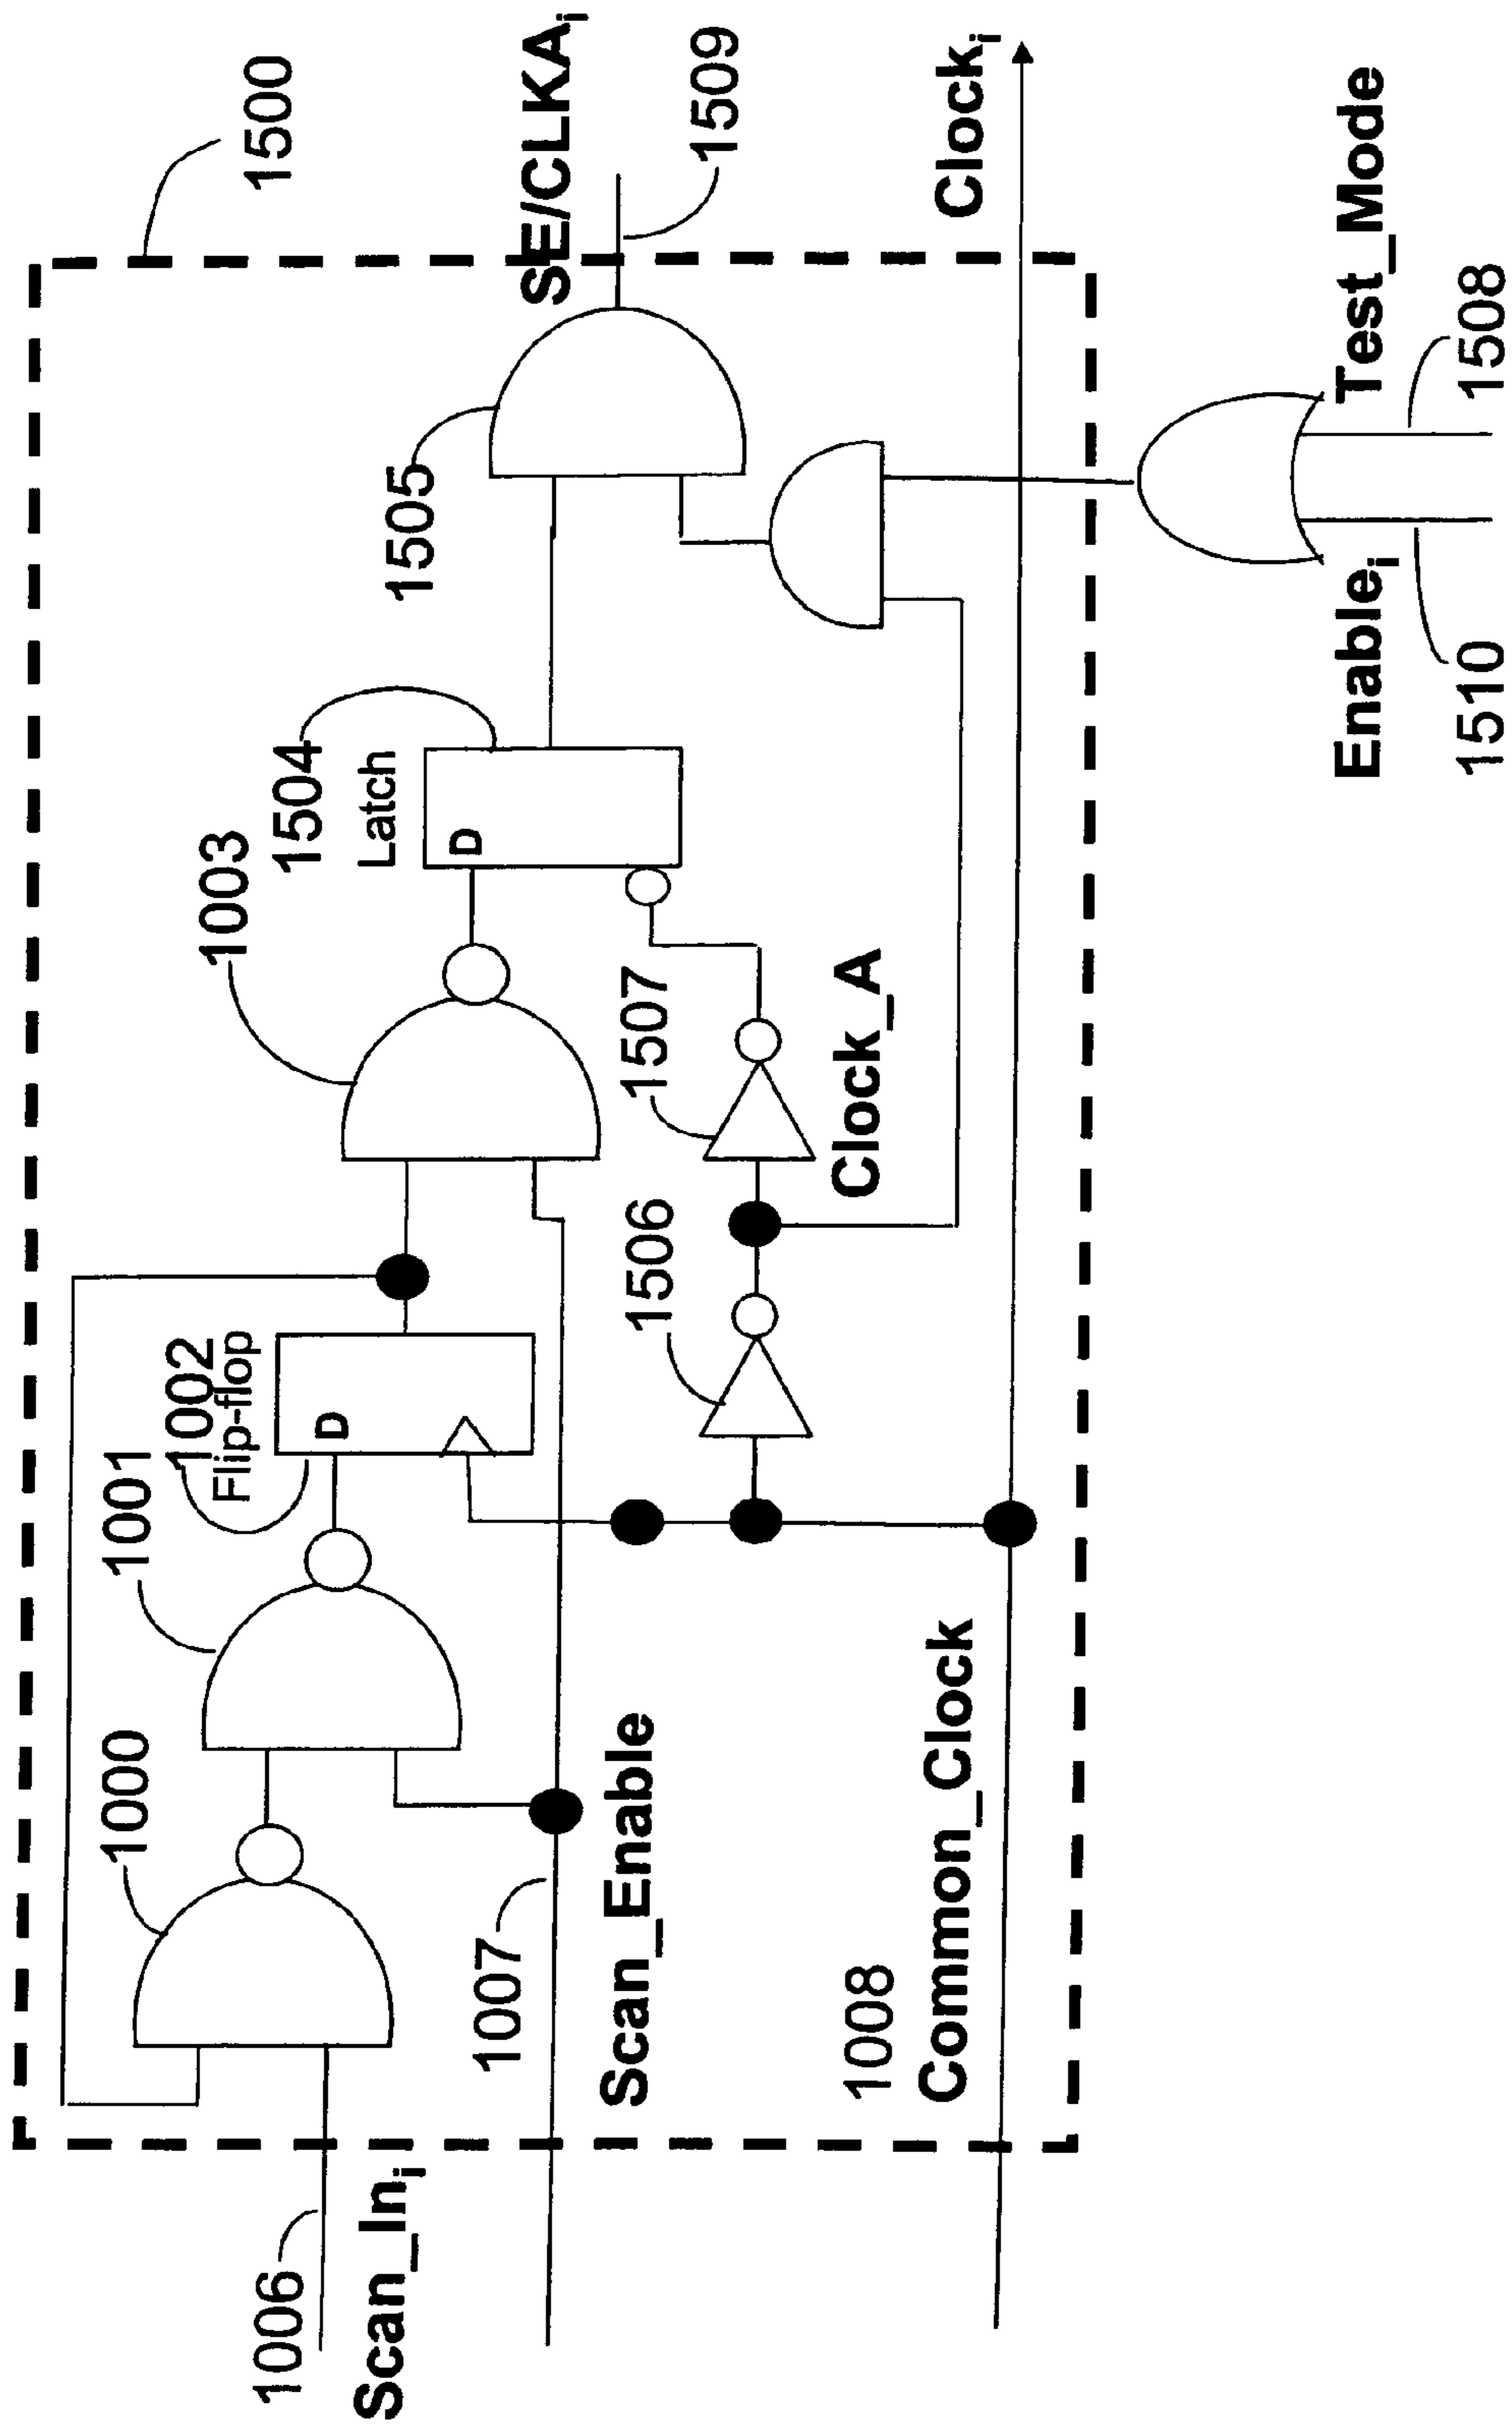 1500
SE/CLKAi
1509
Clocki
1505
1504
Latch
D
1003
1507
Clock_A
1506
1002
Flip-flop
D
1001
1000
1007
Scan_Enable
1008
Common_Clock
1006
Scan_Ini
Enablei
1510
Test_Mode
1508